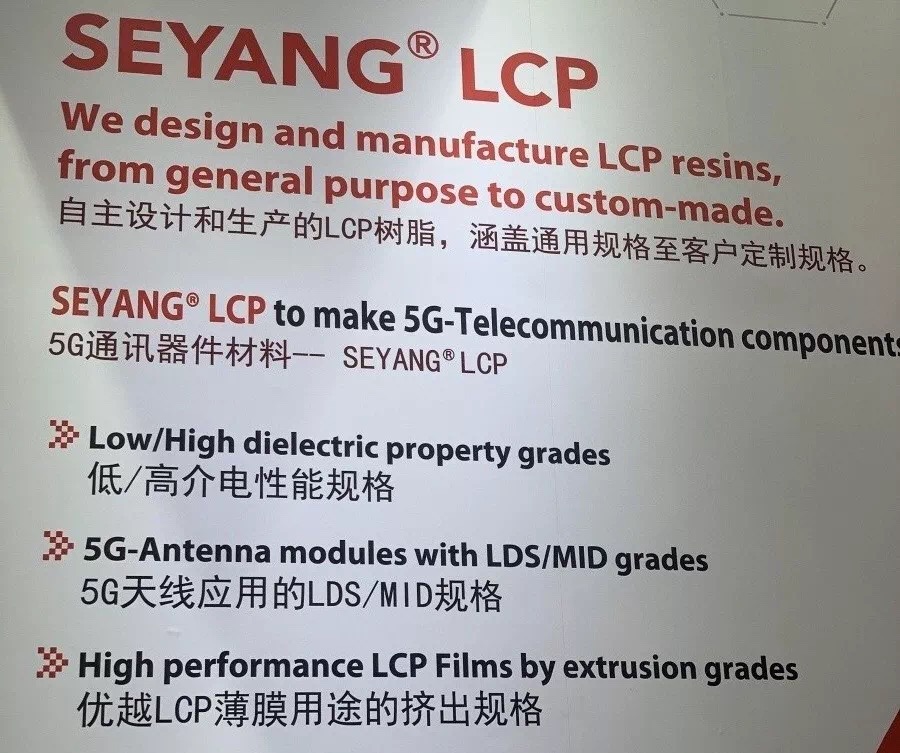 SEYANG® LCP
We design and manufacture LCP resins,
from general purpose to custom-made.
自主设计和生产的LCP树脂，涵盖通用规格至客户定制规格。
SEYANG® LCP to make 5G-Telecommunication components
5G通讯器件材料-- SEYANG® LCP
Low/High dielectric property grades
低/高介电性能规格
5G-Antenna modules with LDS/MID grades
5G天线应用的LDS/MID规格
High performance LCP Films by extrusion grades
优越LCP薄膜用途的挤出规格